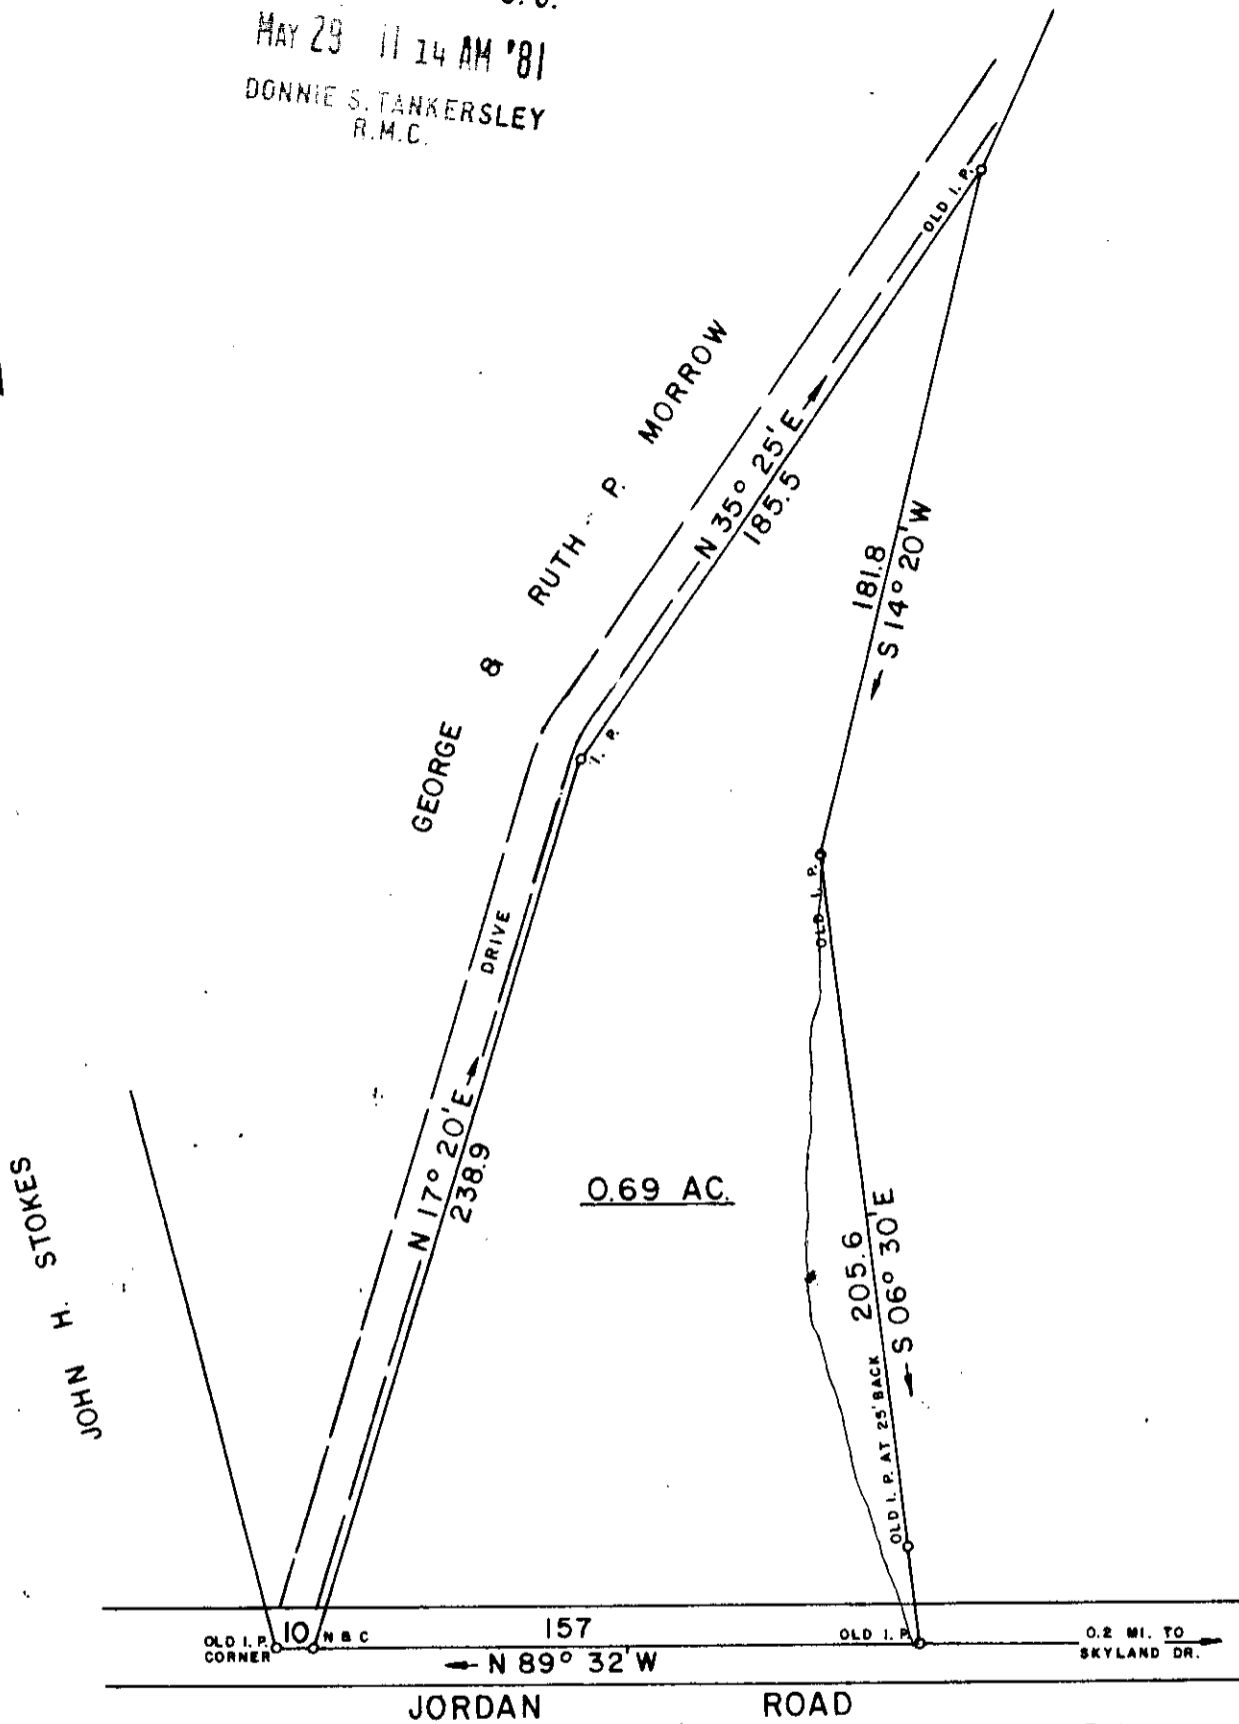 MAY 29 11 14 AM '81
DONNIE S. TANKERSLEY
R.M.C.
OLD I. P.
GEORGE & RUTH P. MORROW
N 35° 25' E
185.5
181.8
S 14° 20' W
I. P.
OLD I. P.
DRIVE
N 17° 20' E
238.9
0.69 AC.
JOHN H. STOKES
205.6
S 06° 30' E
OLD I. P. AT 25' BACK
OLD I. P.
CORNER
10
N & C
157
OLD I. P.
0.2 MI. TO
SKYLAND DR.
N 89° 32' W
JORDAN ROAD